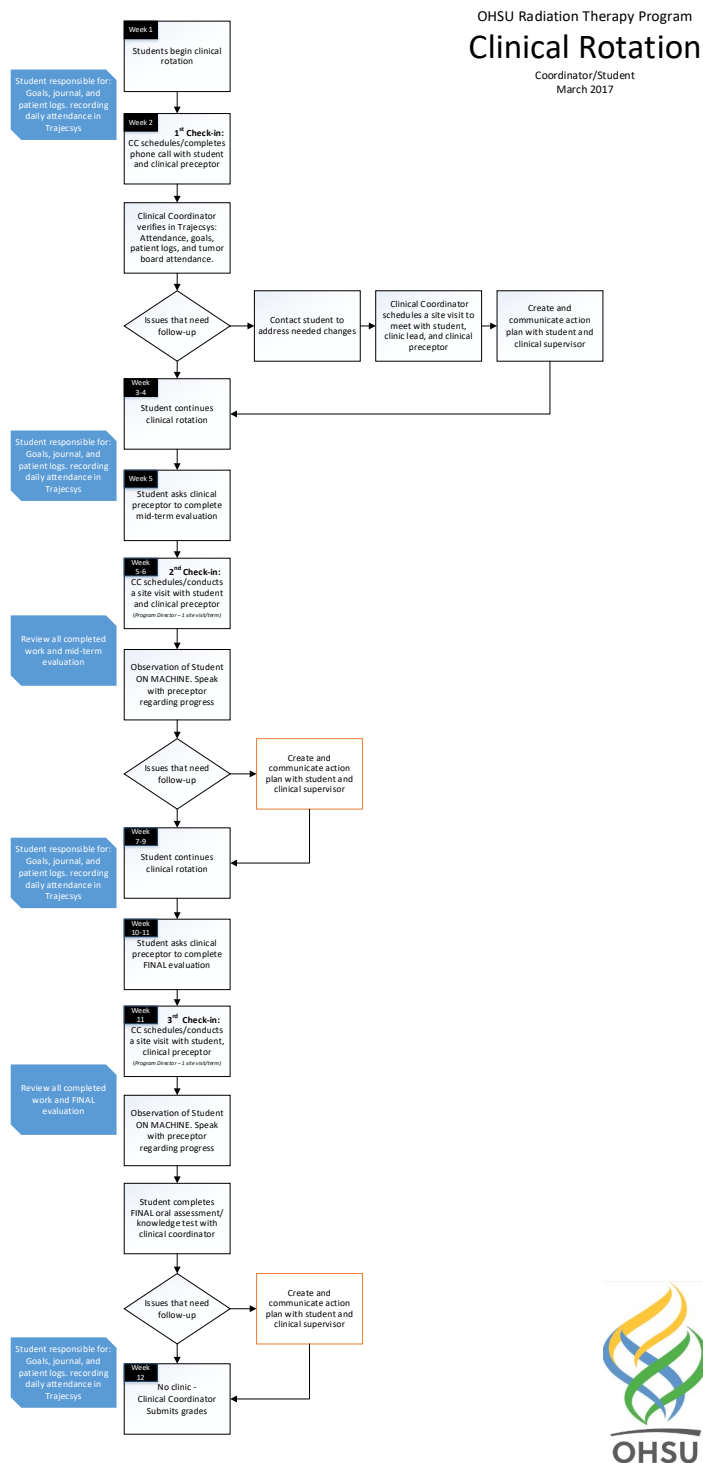 OHSU Radiation Therapy Program
Clinical Rotation
Coordinator/Student
March 2017
Week 1
Students begin clinical
rotation
Student responsible for:
Goals, journal, and
patient logs. recording
daily attendance in
Trajecsys
Week 2
1st Check-in:
CC schedules/completes
phone call with student
and clinical preceptor
Clinical Coordinator
verifies in Trajecsys:
Attendance, goals,
patient logs, and tumor
board attendance.
Issues that need
follow-up
Contact student to
address needed changes
Clinical Coordinator
schedules a site visit to
meet with student,
clinic lead, and clinical
preceptor
Create and
communicate action
plan with student and
clinical supervisor
Week
3-4
Student continues
clinical rotation
Student responsible for:
Goals, journal, and
patient logs. recording
daily attendance in
Trajecsys
Week 5
Student asks clinical
preceptor to complete
mid-term evaluation
Week
5-6
2nd Check-in:
CC schedules/conducts
a site visit with student
and clinical preceptor
(Program Director – 1 site visit/term)
Review all completed
work and mid-term
evaluation
Observation of Student
ON MACHINE. Speak
with preceptor
regarding progress
Issues that need
follow-up
Create and
communicate action
plan with student and
clinical supervisor
Week
7-9
Student continues
clinical rotation
Student responsible for:
Goals, journal, and
patient logs. recording
daily attendance in
Trajecsys
Week
10-11
Student asks clinical
preceptor to complete
FINAL evaluation
Week
11
3rd Check-in:
CC schedules/conducts
a site visit with student,
clinical preceptor
(Program Director – 1 site visit/term)
Review all completed
work and FINAL
evaluation
Observation of Student
ON MACHINE. Speak
with preceptor
regarding progress
Student completes
FINAL oral assessment/
knowledge test with
clinical coordinator
Issues that need
follow-up
Create and
communicate action
plan with student and
clinical supervisor
Student responsible for:
Goals, journal, and
patient logs. recording
daily attendance in
Trajecsys
Week
12
No clinic -
Clinical Coordinator
Submits grades
OHSU